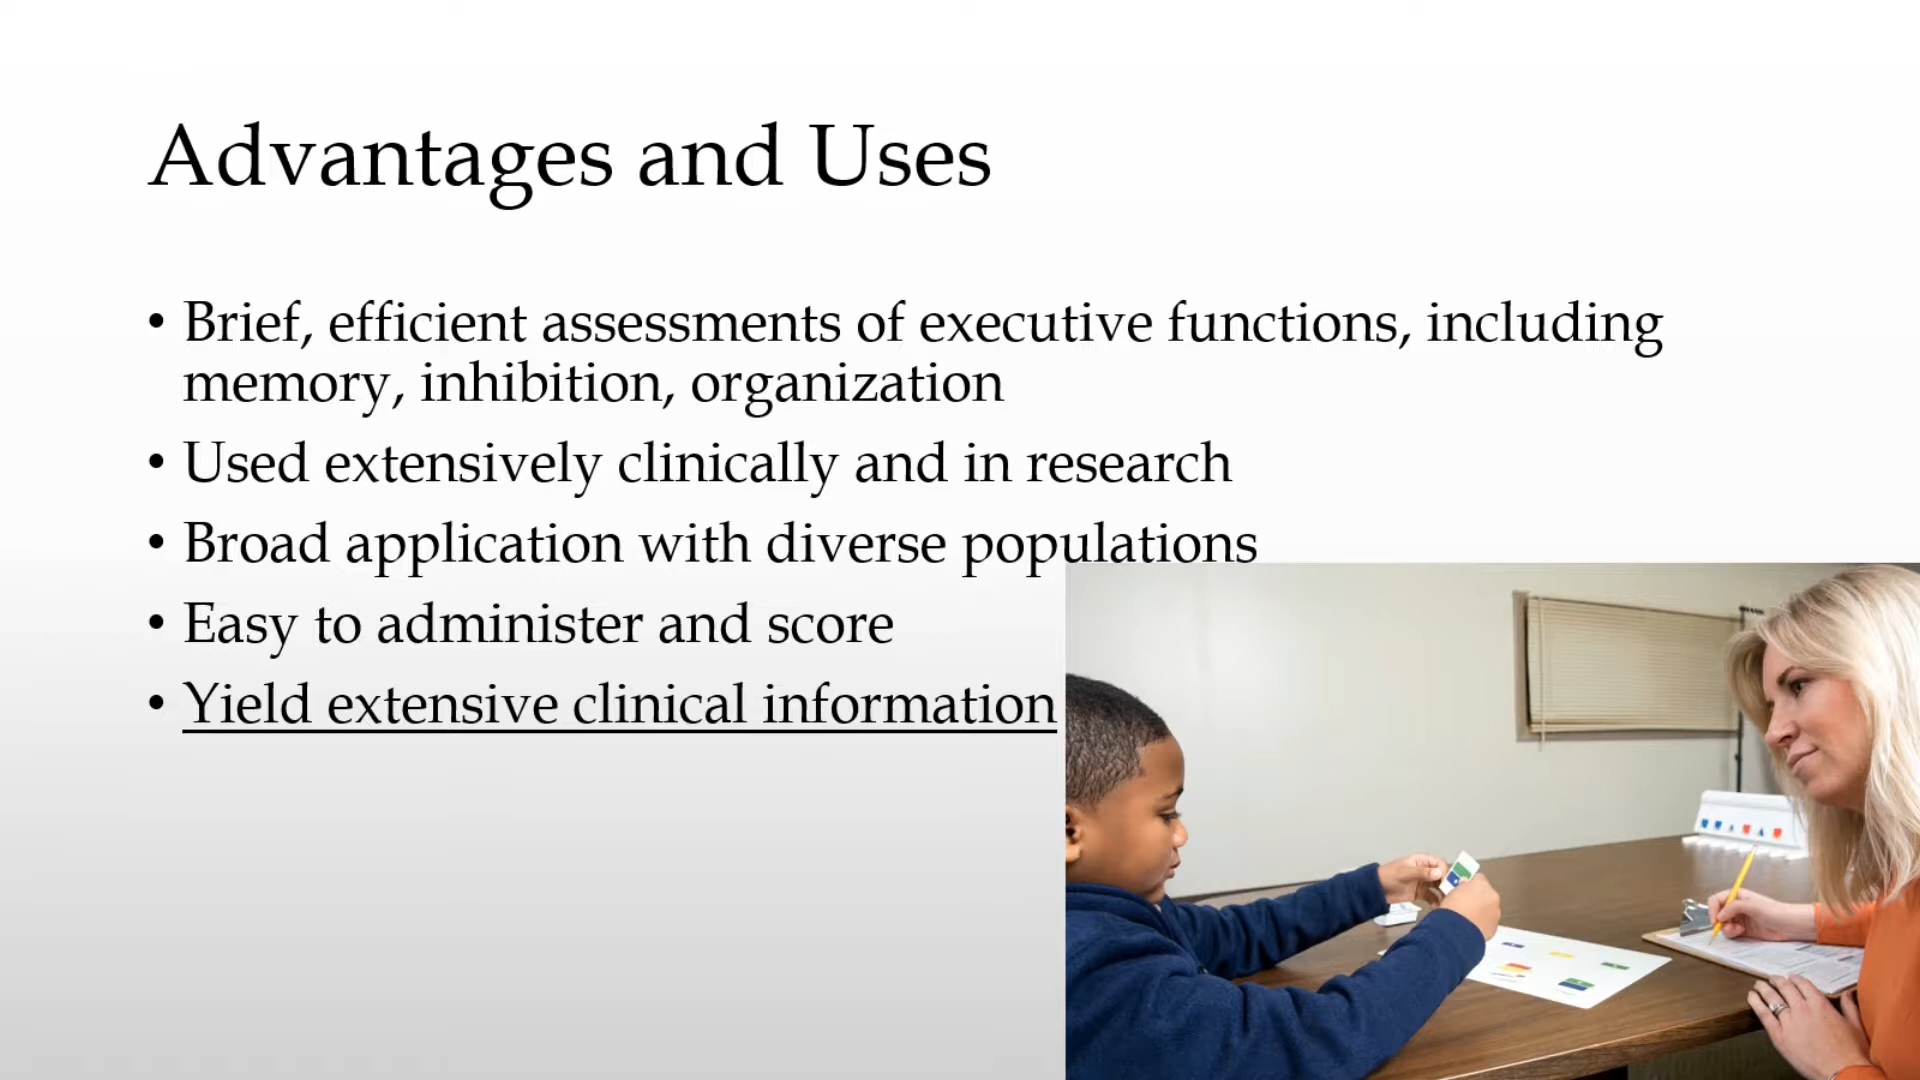 Advantages and Uses
• Brief, efficient assessments of executive functions, including
memory, inhibition, organization
• Used extensively clinically and in research
• Broad application with diverse populations
• Easy to administer and score
• Yield extensive clinical information